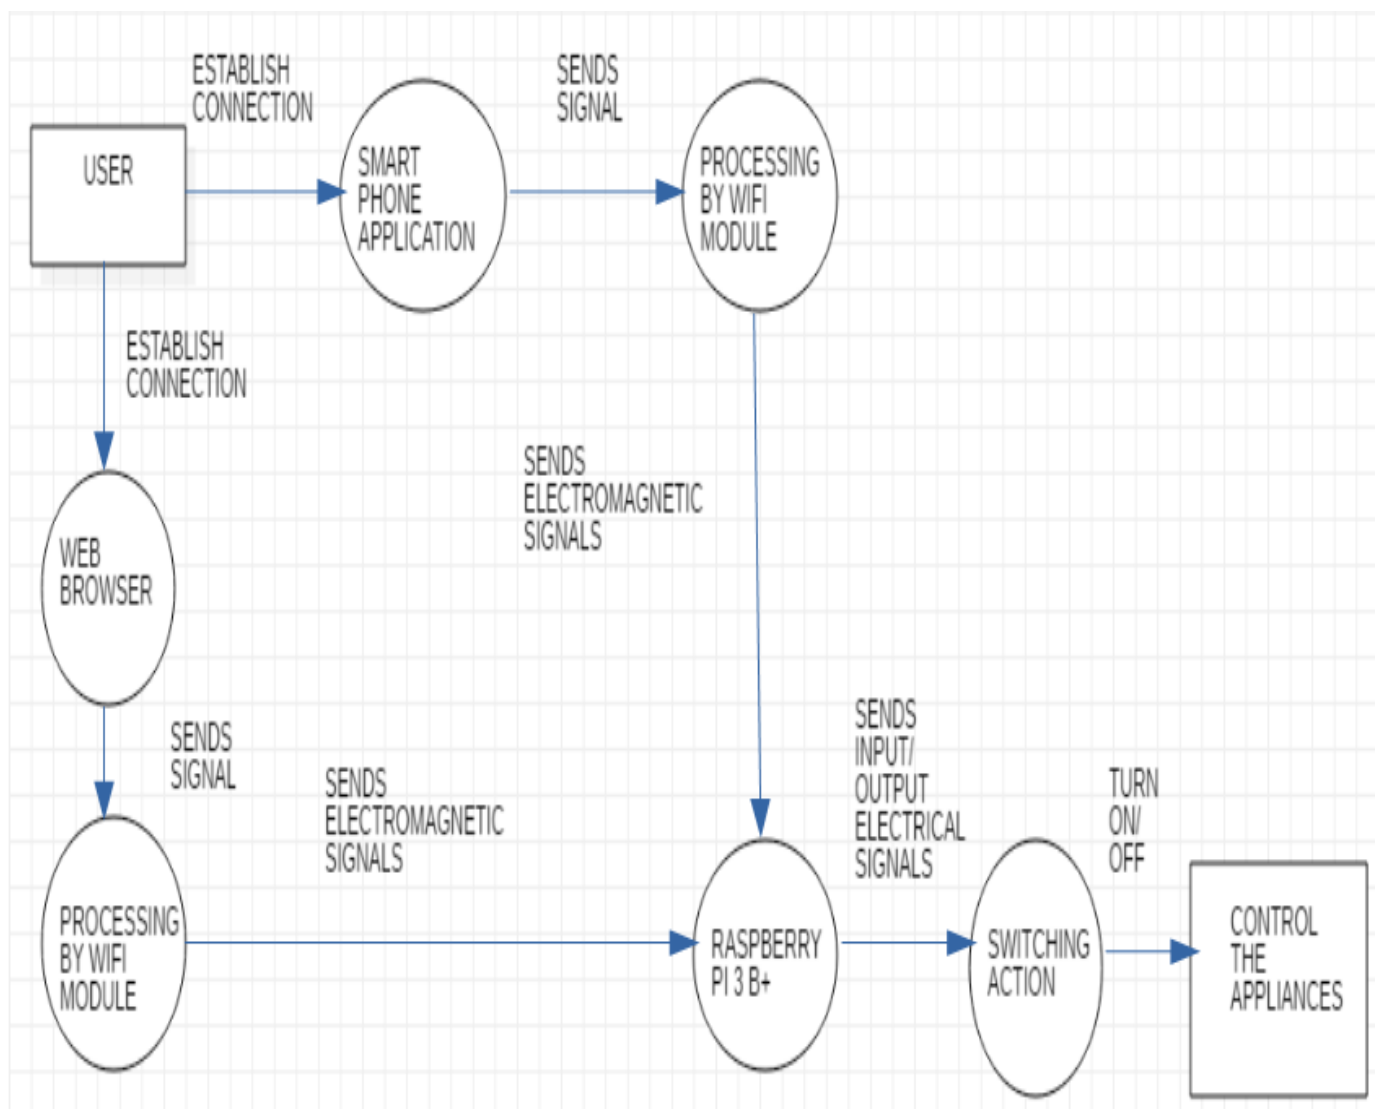 ESTABLISH
CONNECTION
SENDS
SIGNAL
USER
SMART
PHONE
APPLICATION
PROCESSING
BY WIFI
MODULE
ESTABLISH
CONNECTION
SENDS
ELECTROMAGNETIC
SIGNALS
WEB
BROWSER
SENDS
SIGNAL
SENDS
ELECTROMAGNETIC
SIGNALS
SENDS
INPUT/
OUTPUT
ELECTRICAL
SIGNALS
TURN
ON/
OFF
PROCESSING
BY WIFI
MODULE
RASPBERRY
PI 3 B+
SWITCHING
ACTION
CONTROL
THE
APPLIANCES